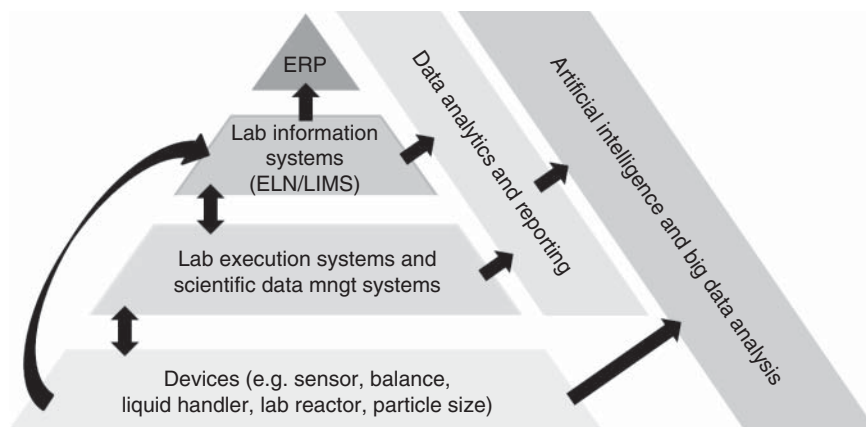 ERP
Lab information
systems
(ELN/LIMS)
Lab execution systems and
scientific data mngt systems
Devices (e.g. sensor, balance,
liquid handler, lab reactor, particle size)
Data analytics and reporting
Artificial intelligence and big data analysis